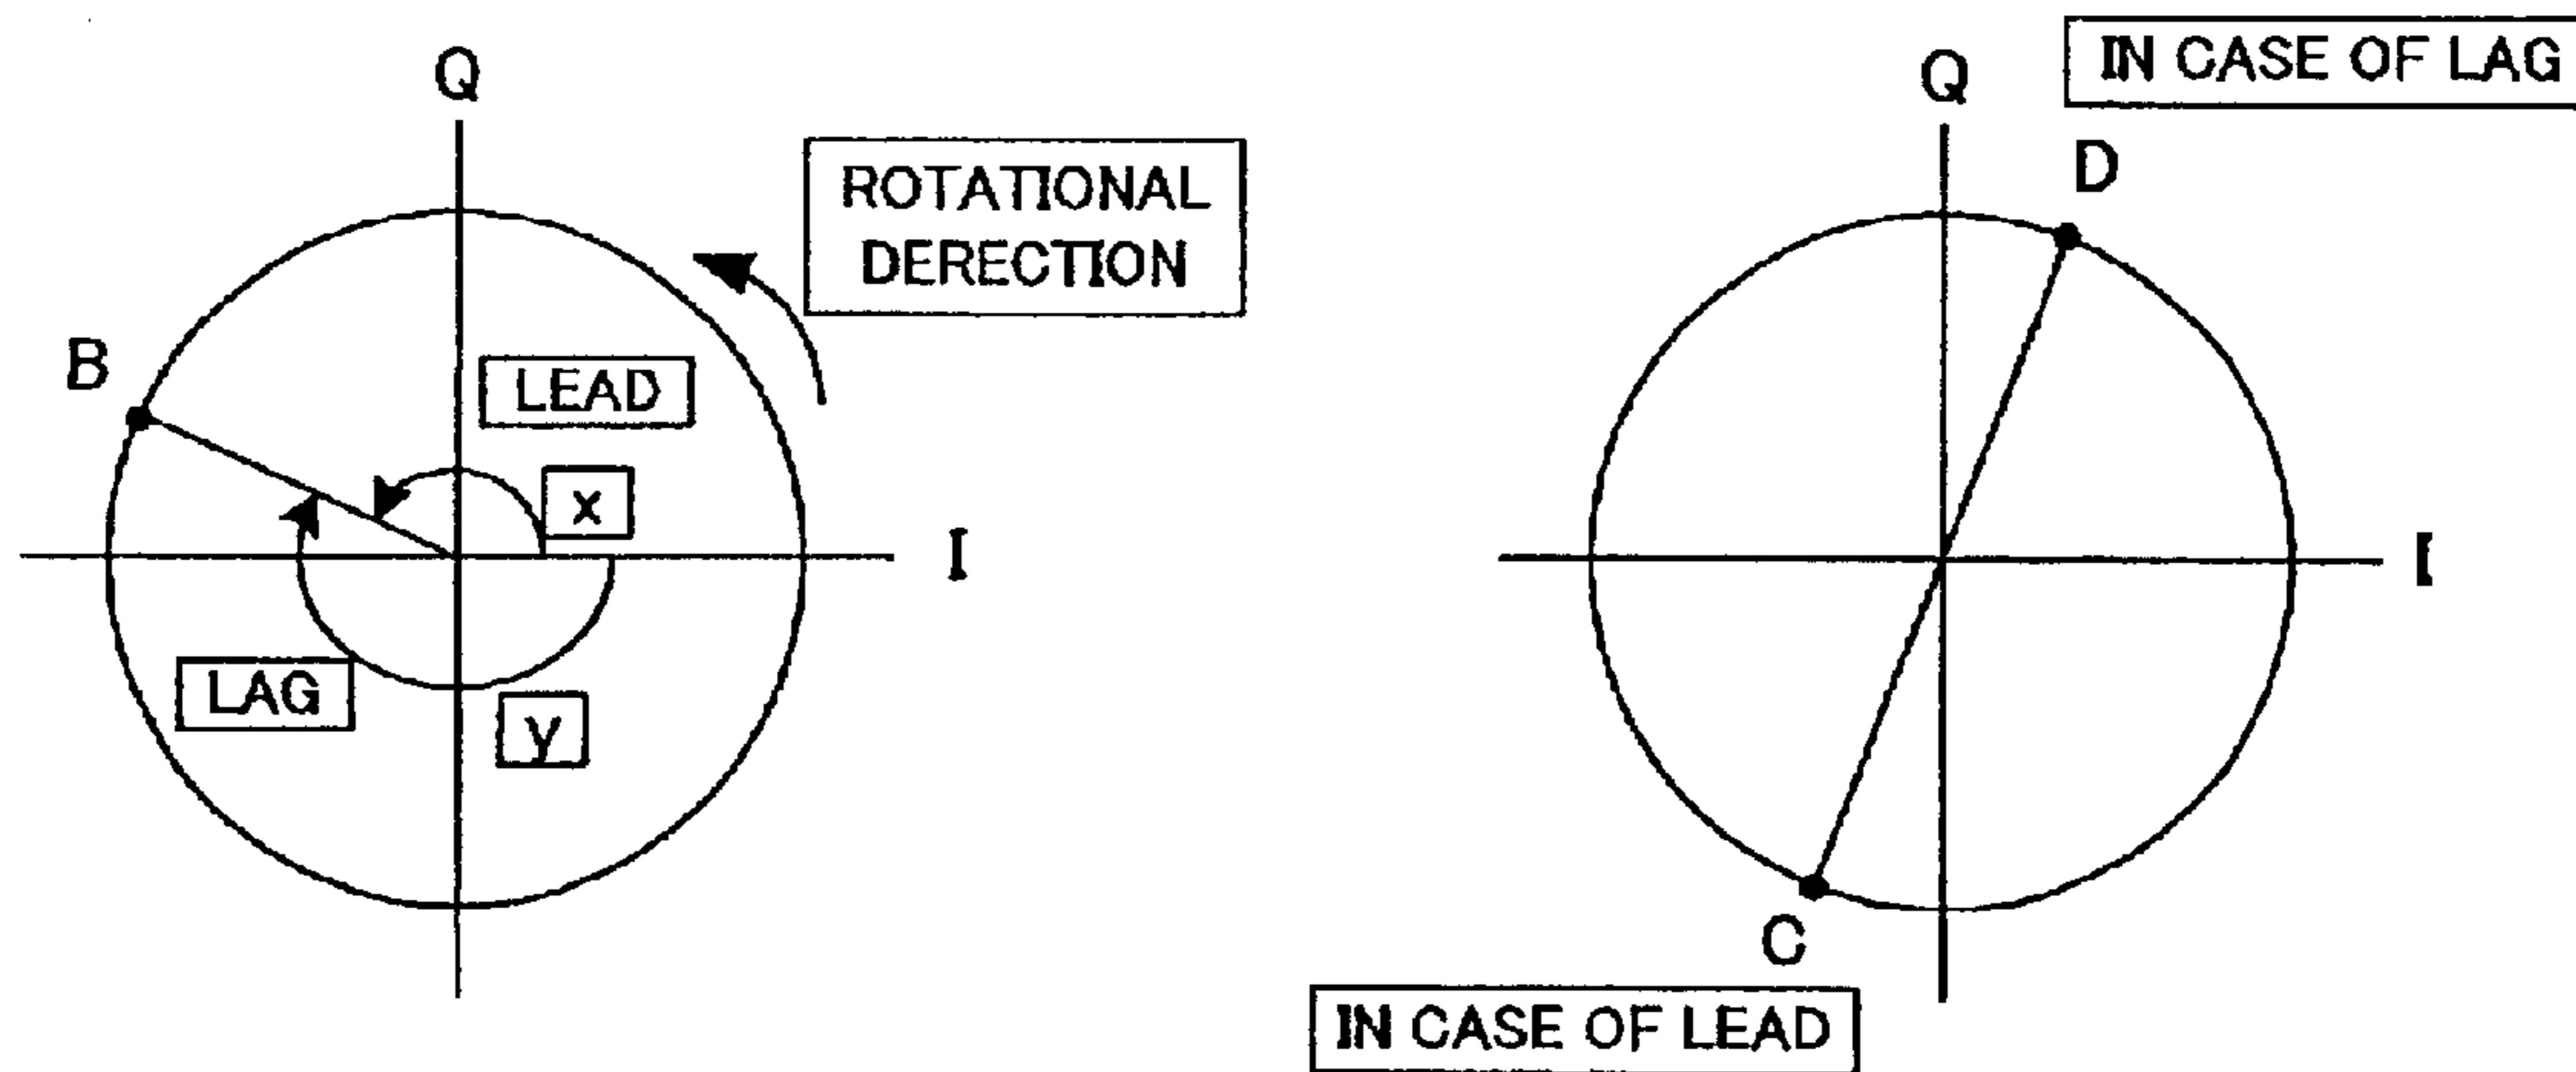 Q
ROTATIONAL
DERECTION
B
LEAD
x
I
LAG
y
IN CASE OF LAG
Q
D
I
C
IN CASE OF LEAD